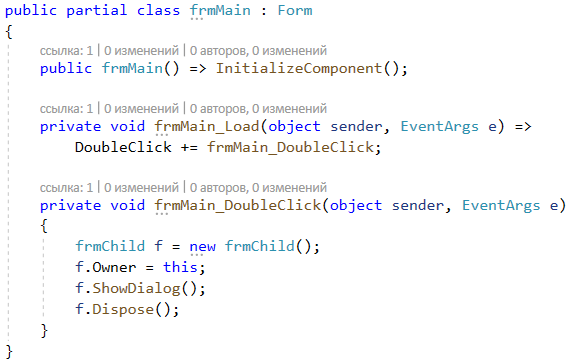 public partial class frmMain : Form
{
ссылка: 1 | 0 изменений | 0 авторов, 0 изменений
public frmMain() => InitializeComponent();
ссылка: 1 | 0 изменений | 0 авторов, 0 изменений
private void frmMain_Load(object sender, EventArgs e) =>
DoubleClick += frmMain_DoubleClick;
ссылка: 1 | 0 изменений | 0 авторов, 0 изменений
private void frmMain_DoubleClick(object sender, EventArgs e)
{
frmChild f = new frmChild();
f.Owner = this;
f.ShowDialog();
f.Dispose();
}
}